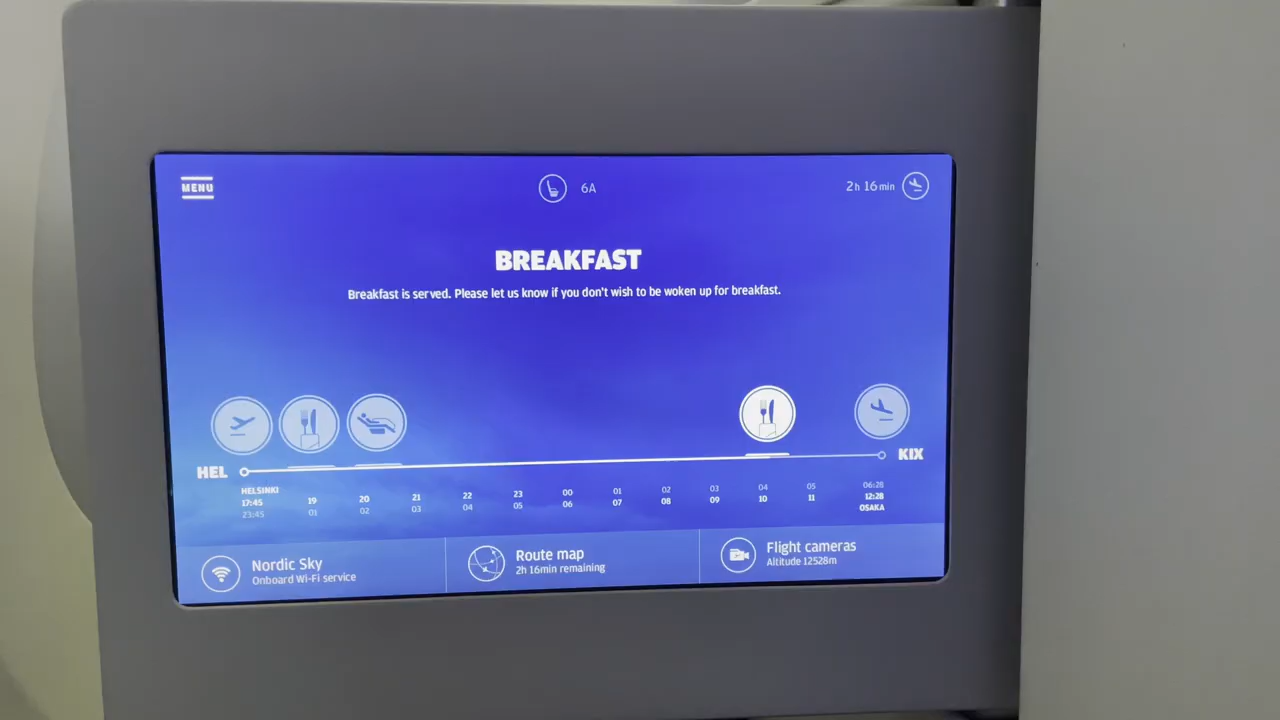 MENU
6A
2h 16min
BREAKFAST
Breakfast is served. Please let us know if you don't wish to be woken up for breakfast.
HEL
KIX
HELSINKI
17:45
23:45
19
01
20
02
21
03
22
04
23
05
00
06
01
07
02
08
03
09
04
10
05
11
06:28
12:28
OSAKA
Nordic Sky
Onboard Wi-Fi service
Route map
2h 16min remaining
Flight cameras
Altitude 12528m